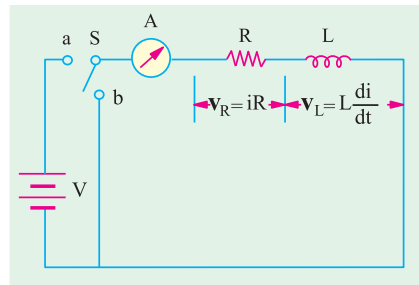 a S A R L
b
v_R = iR v_L = L di/dt
V